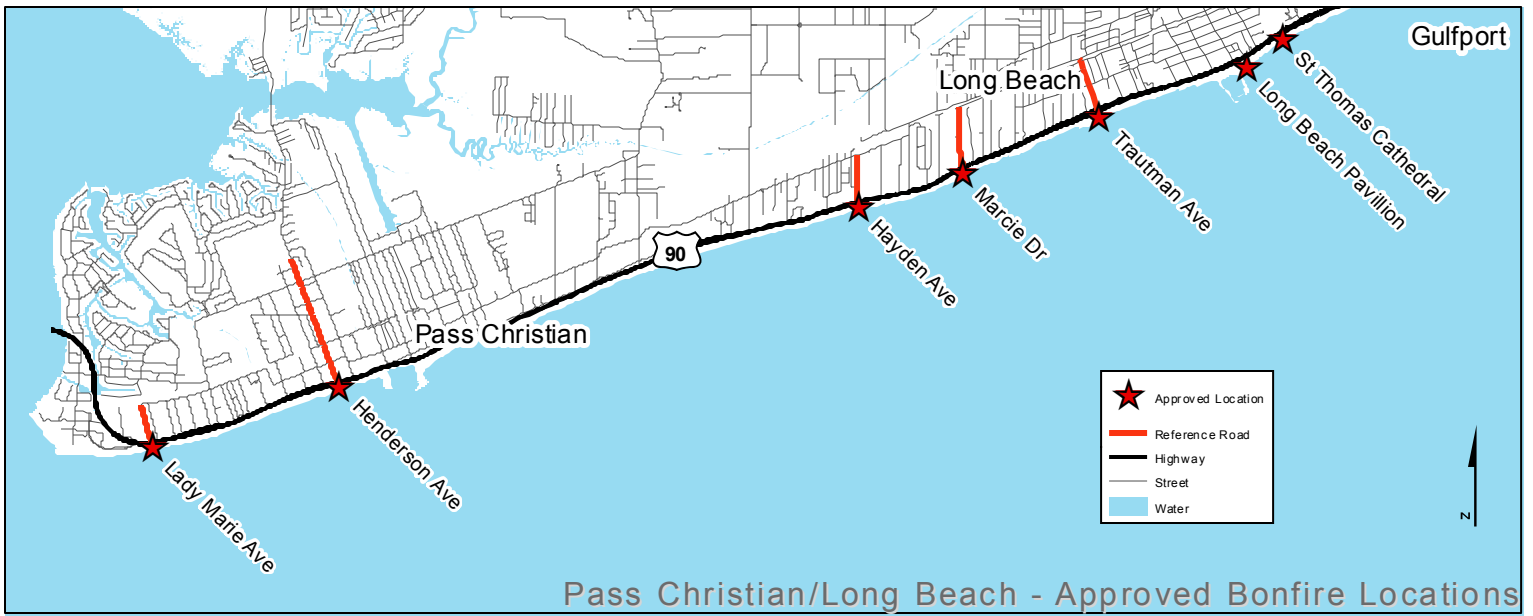 Gulfport
Long Beach
St Thomas Cathedral
Long Beach Pavillion
Trautman Ave
Marcie Dr
Hayden Ave
90
Pass Christian
Henderson Ave
Lady Marie Ave
Approved Location
Reference Road
Highway
Street
Water
N
Pass Christian/Long Beach - Approved Bonfire Locations